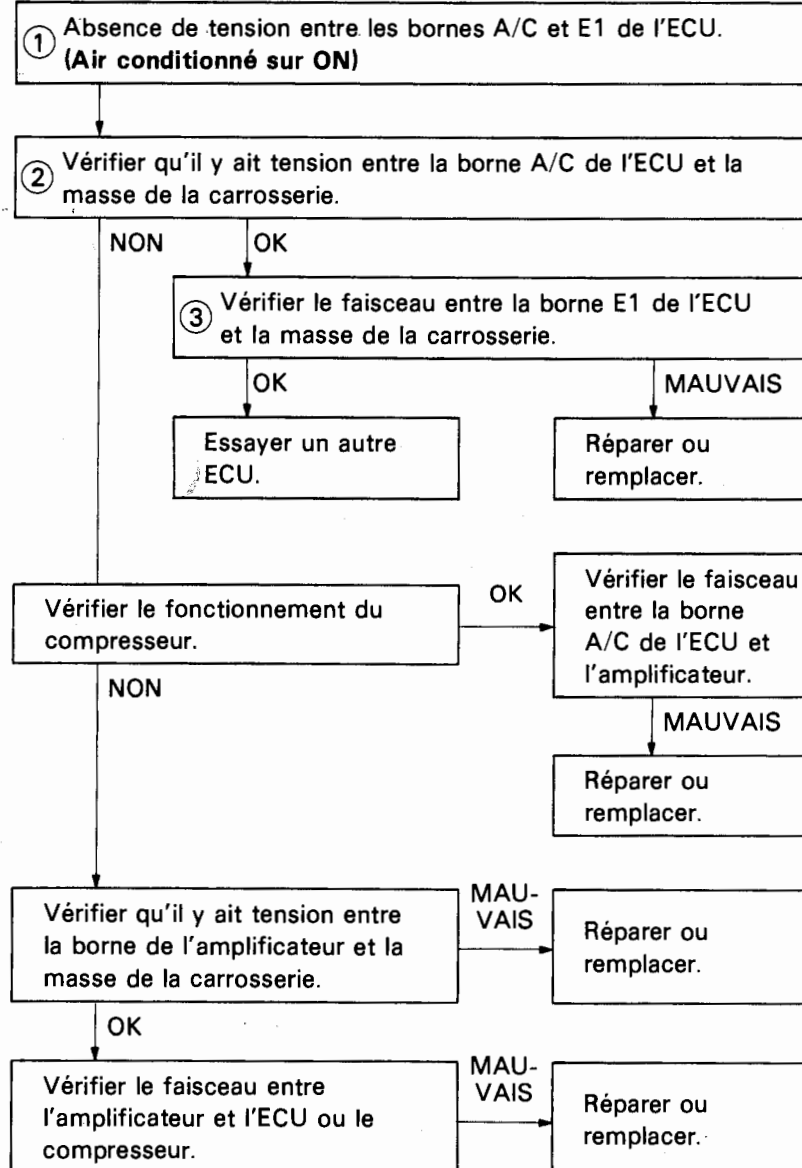 ① Absence de tension entre les bornes A/C et E1 de l'ECU.
(Air conditionné sur ON)
② Vérifier qu'il y ait tension entre la borne A/C de l'ECU et la
masse de la carrosserie.
NON
OK
③ Vérifier le faisceau entre la borne E1 de l'ECU
et la masse de la carrosserie.
OK
MAUVAIS
Essayer un autre
ECU.
Réparer ou
remplacer.
Vérifier le fonctionnement du
compresseur.
OK
Vérifier le faisceau
entre la borne
A/C de l'ECU et
l'amplificateur.
NON
MAUVAIS
Réparer ou
remplacer.
Vérifier qu'il y ait tension entre
la borne de l'amplificateur et la
masse de la carrosserie.
MAU-
VAIS
Réparer ou
remplacer.
OK
Vérifier le faisceau entre
l'amplificateur et l'ECU ou le
compresseur.
MAU-
VAIS
Réparer ou
remplacer.